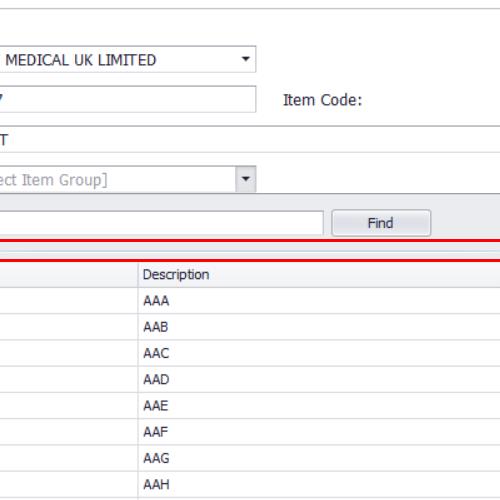 MEDICAL UK LIMITED
7 Item Code:
T
ect Item Group]
Find
Description
AAA
AAB
AAC
AAD
AAE
AAF
AAG
AAH